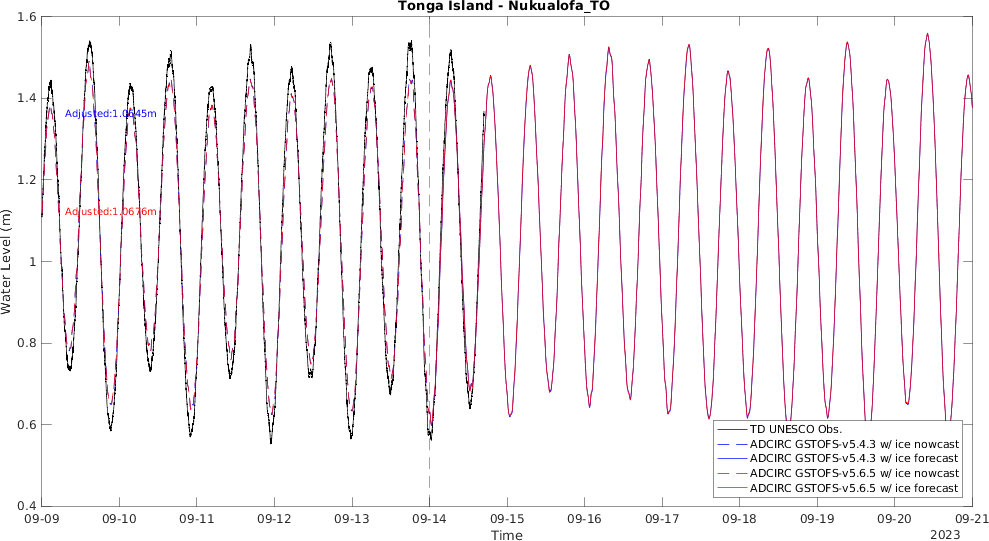 Tonga Island - Nukualofa_TO
Water Level (m)
1.6
1.4
1.2
1
0.8
0.6
0.4
Adjusted:1.0645m
Adjusted:1.0676m
TD UNESCO Obs.
ADCIRC GSTOFS-v5.4.3 w/ ice nowcast
ADCIRC GSTOFS-v5.4.3 w/ ice forecast
ADCIRC GSTOFS-v5.6.5 w/ ice nowcast
ADCIRC GSTOFS-v5.6.5 w/ ice forecast
09-09 09-10 09-11 09-12 09-13 09-14 09-15 09-16 09-17 09-18 09-19 09-20 09-21
Time
2023